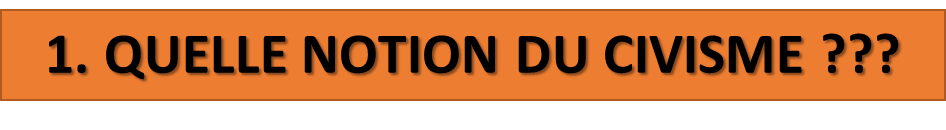 1. QUELLE NOTION DU CIVISME ???